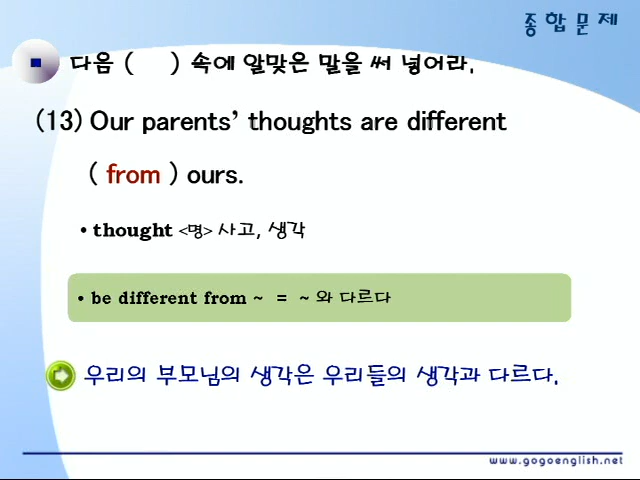 종합문제
다음 (    ) 속에 알맞은 말을 써 넣어라.
(13) Our parents' thoughts are different
( from ) ours.
• thought <명> 사고, 생각
• be different from ~ = ~ 와 다르다
우리의 부모님의 생각은 우리들의 생각과 다르다.
www.gogoenglish.net